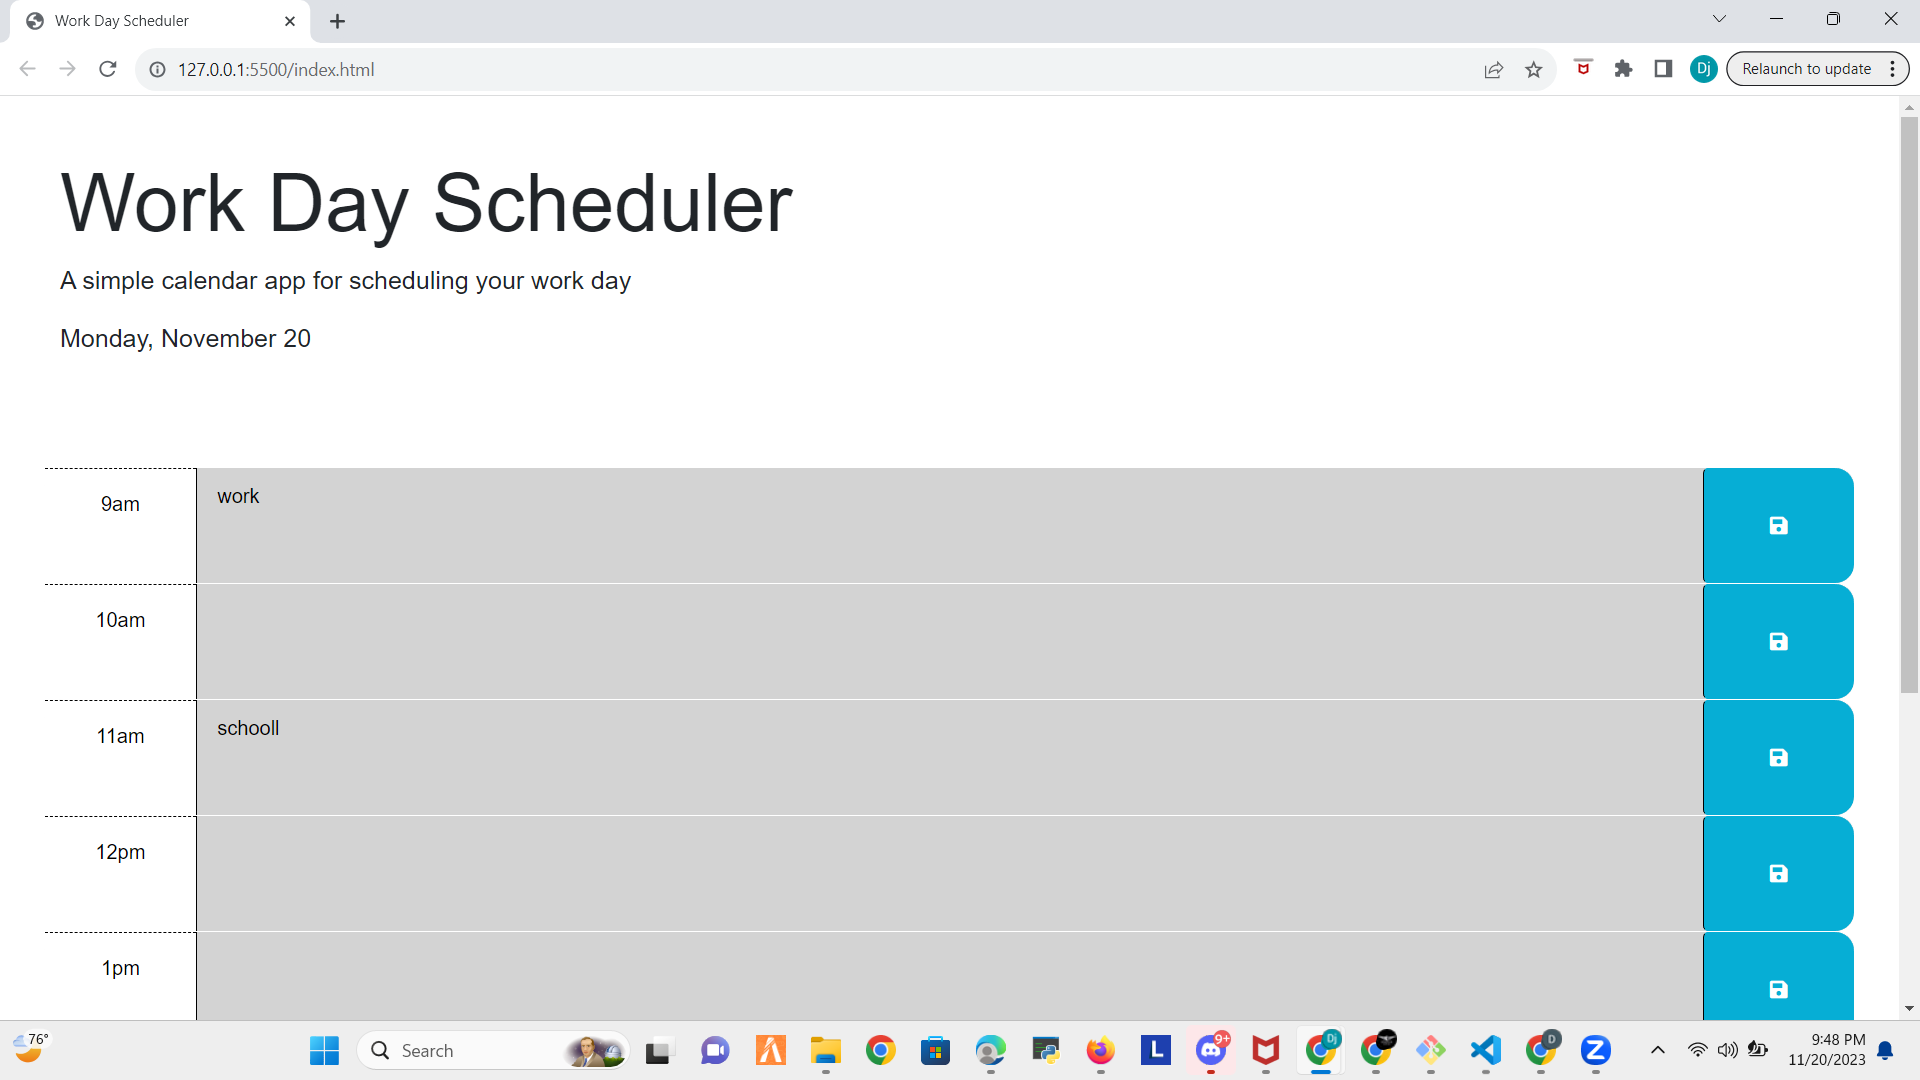 Work Day Scheduler
127.0.0.1:5500/index.html
Dj
Relaunch to update
Work Day Scheduler
A simple calendar app for scheduling your work day
Monday, November 20
9am
work
10am
11am
schooll
12pm
1pm
76°
Search
L
9+
Dj
D
Z
9:48 PM
11/20/2023